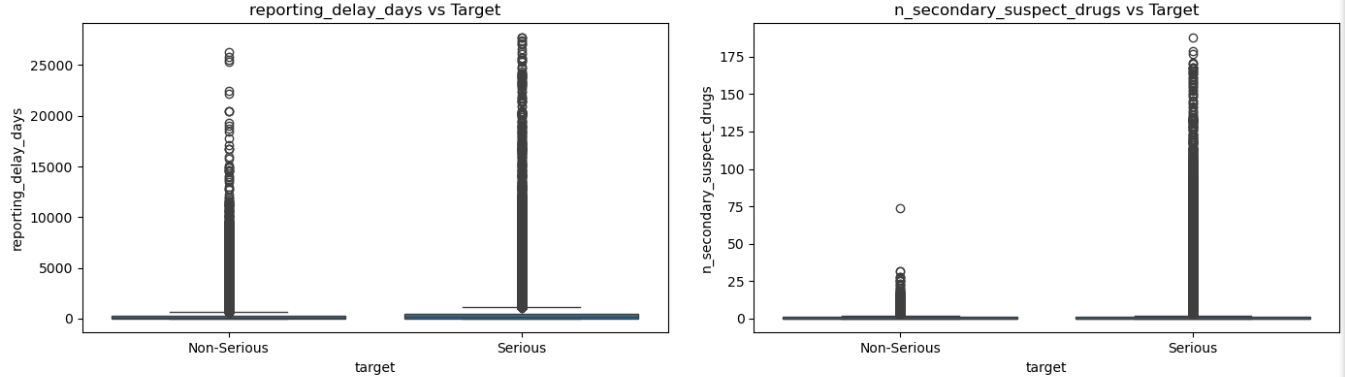 reporting_delay_days vs Target
reporting_delay_days
25000
20000
15000
10000
5000
0
Non-Serious
Serious
target
n_secondary_suspect_drugs vs Target
n_secondary_suspect_drugs
175
150
125
100
75
50
25
0
Non-Serious
Serious
target